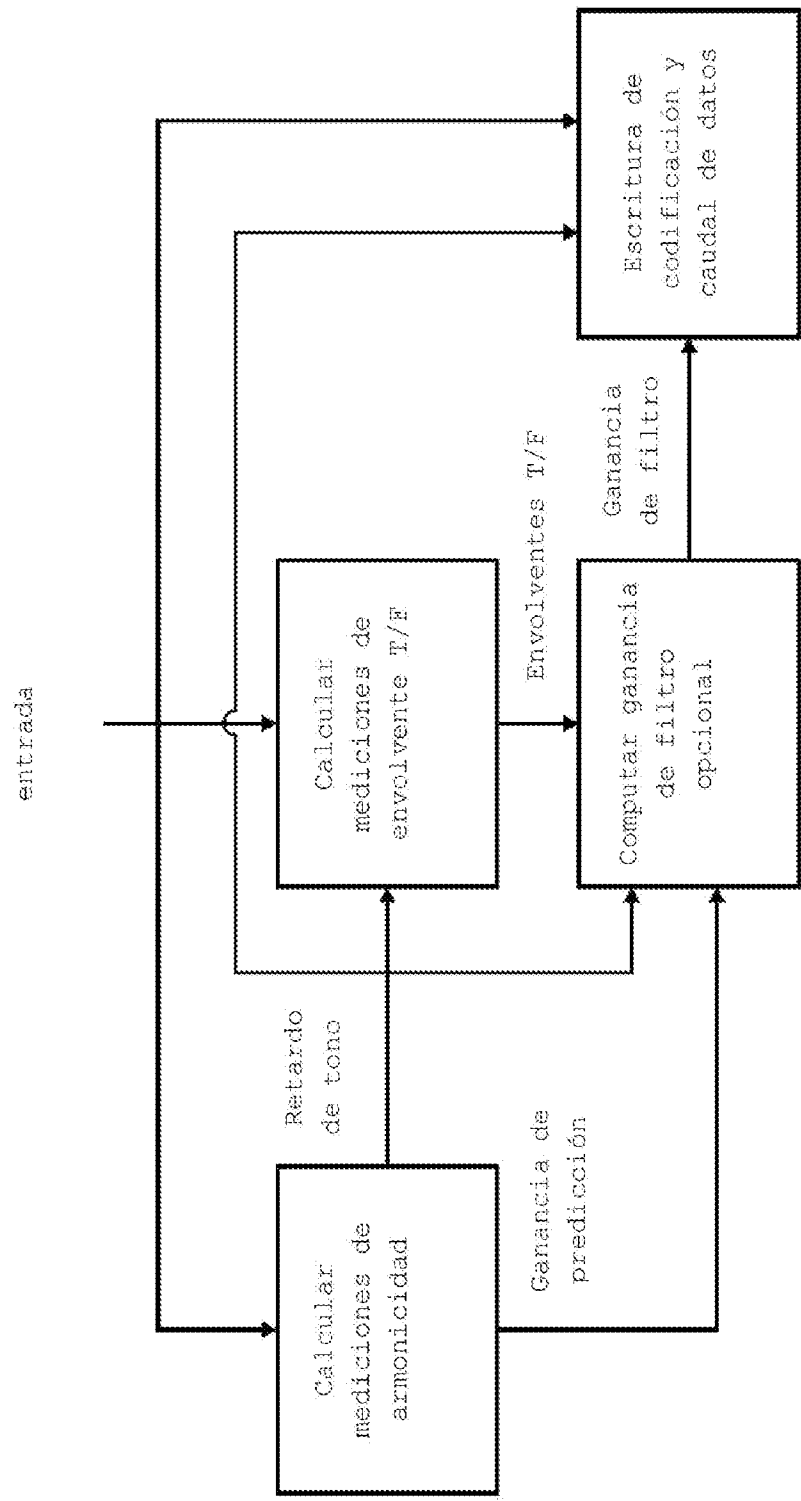 entrada
Calcular
mediciones de
armonicidad
Retardo
de tono
Calcular
mediciones de
envolvente T/F
Ganancia de
predicción
Envolventes T/F
Computar ganancia
de filtro
opcional
Ganancia
de filtro
Escritura de
codificación y
caudal de datos